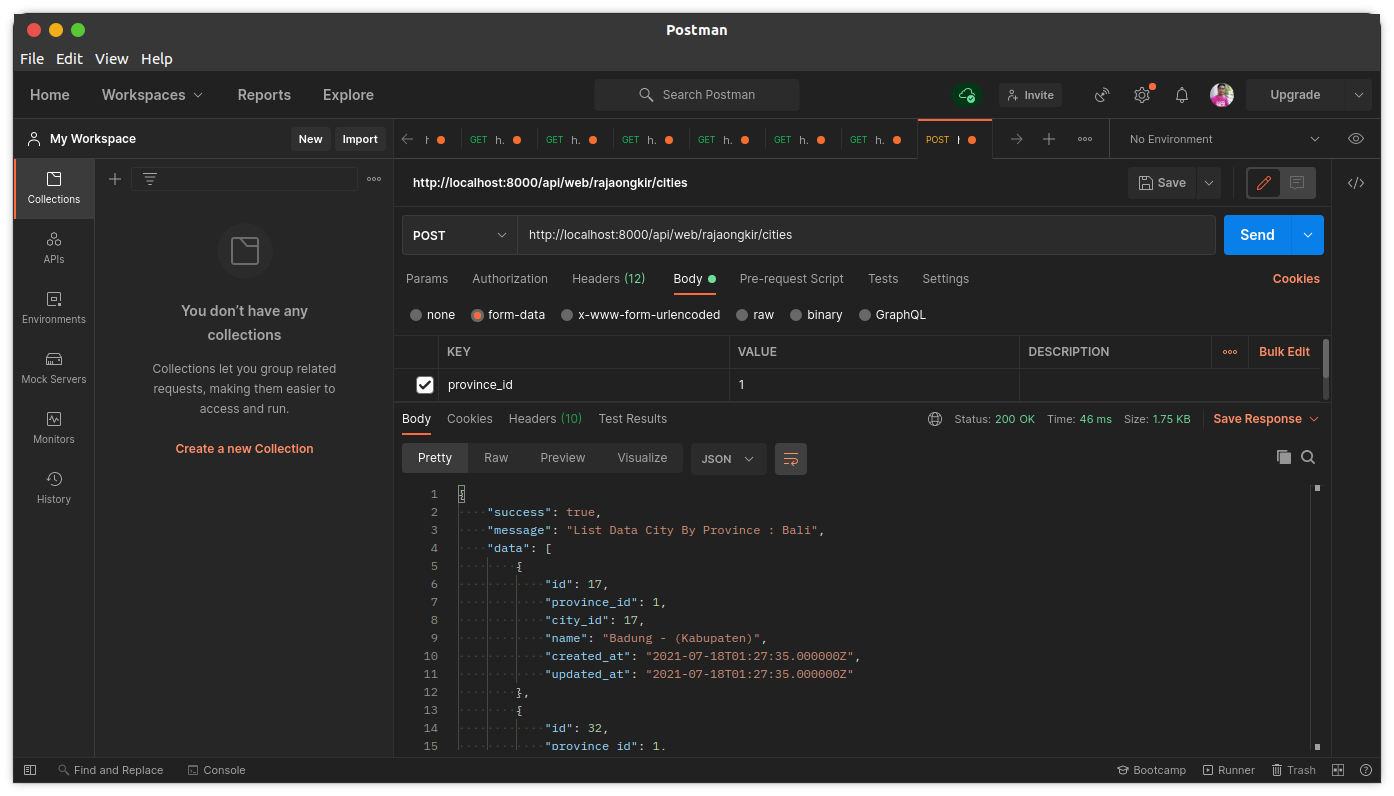 Postman
File Edit View Help
Home Workspaces Reports Explore Search Postman Invite Upgrade
My Workspace New Import
GET h. GET h. GET h. GET h. GET h. GET h. POST No Environment
http://localhost:8000/api/web/rajaongkir/cities Save
Collections
APIs
Environments
Mock Servers
Monitors
History
You don’t have any
collections
Collections let you group related
requests, making them easier to
access and run.
Create a new Collection
POST http://localhost:8000/api/web/rajaongkir/cities Send
Params Authorization Headers (12) Body Pre-request Script Tests Settings Cookies
none form-data x-www-form-urlencoded raw binary GraphQL
KEY VALUE DESCRIPTION Bulk Edit
province_id 1
Body Cookies Headers (10) Test Results Status: 200 OK Time: 46 ms Size: 1.75 KB Save Response
Pretty Raw Preview Visualize JSON
1 {
2 "success": true,
3 "message": "List Data City By Province : Bali",
4 "data": [
5 {
6 "id": 17,
7 "province_id": 1,
8 "city_id": 17,
9 "name": "Badung - (Kabupaten)",
10 "created_at": "2021-07-18T01:27:35.000000Z",
11 "updated_at": "2021-07-18T01:27:35.000000Z"
12 },
13 {
14 "id": 32,
15 "province_id": 1,
Find and Replace Console Bootcamp Runner Trash